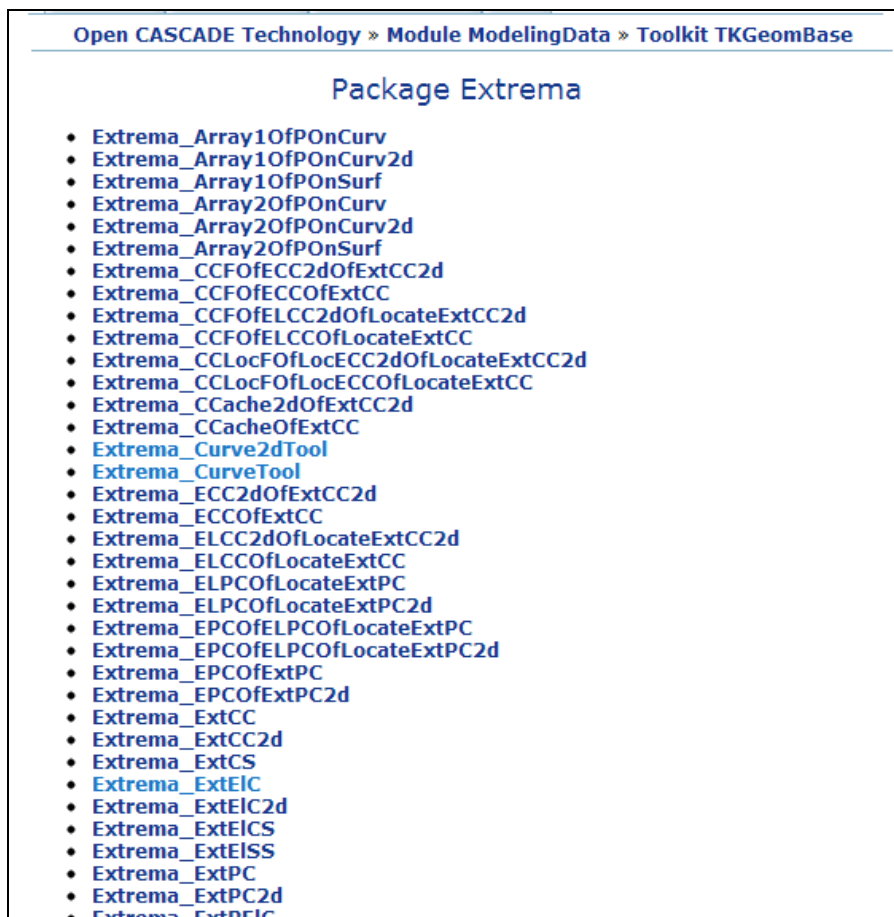 Open CASCADE Technology » Module ModelingData » Toolkit TKGeomBase
Package Extrema
Extrema_Array1OfPOnCurv
Extrema_Array1OfPOnCurv2d
Extrema_Array1OfPOnSurf
Extrema_Array2OfPOnCurv
Extrema_Array2OfPOnCurv2d
Extrema_Array2OfPOnSurf
Extrema_CCFOfECC2dOfExtCC2d
Extrema_CCFOfECCOfExtCC
Extrema_CCFOfELCC2dOfLocateExtCC2d
Extrema_CCFOfELCCOfLocateExtCC
Extrema_CCLocFOfLocECC2dOfLocateExtCC2d
Extrema_CCLocFOfLocECCOfLocateExtCC
Extrema_CCache2dOfExtCC2d
Extrema_CCacheOfExtCC
Extrema_Curve2dTool
Extrema_CurveTool
Extrema_ECC2dOfExtCC2d
Extrema_ECCOfExtCC
Extrema_ELCC2dOfLocateExtCC2d
Extrema_ELCCOfLocateExtCC
Extrema_ELPCOfLocateExtPC
Extrema_ELPCOfLocateExtPC2d
Extrema_EPCOfELPCOfLocateExtPC
Extrema_EPCOfELPCOfLocateExtPC2d
Extrema_EPCOfExtPC
Extrema_EPCOfExtPC2d
Extrema_ExtCC
Extrema_ExtCC2d
Extrema_ExtCS
Extrema_ExtElC
Extrema_ExtElC2d
Extrema_ExtElCS
Extrema_ExtElSS
Extrema_ExtPC
Extrema_ExtPC2d
Extrema_ExtPElC